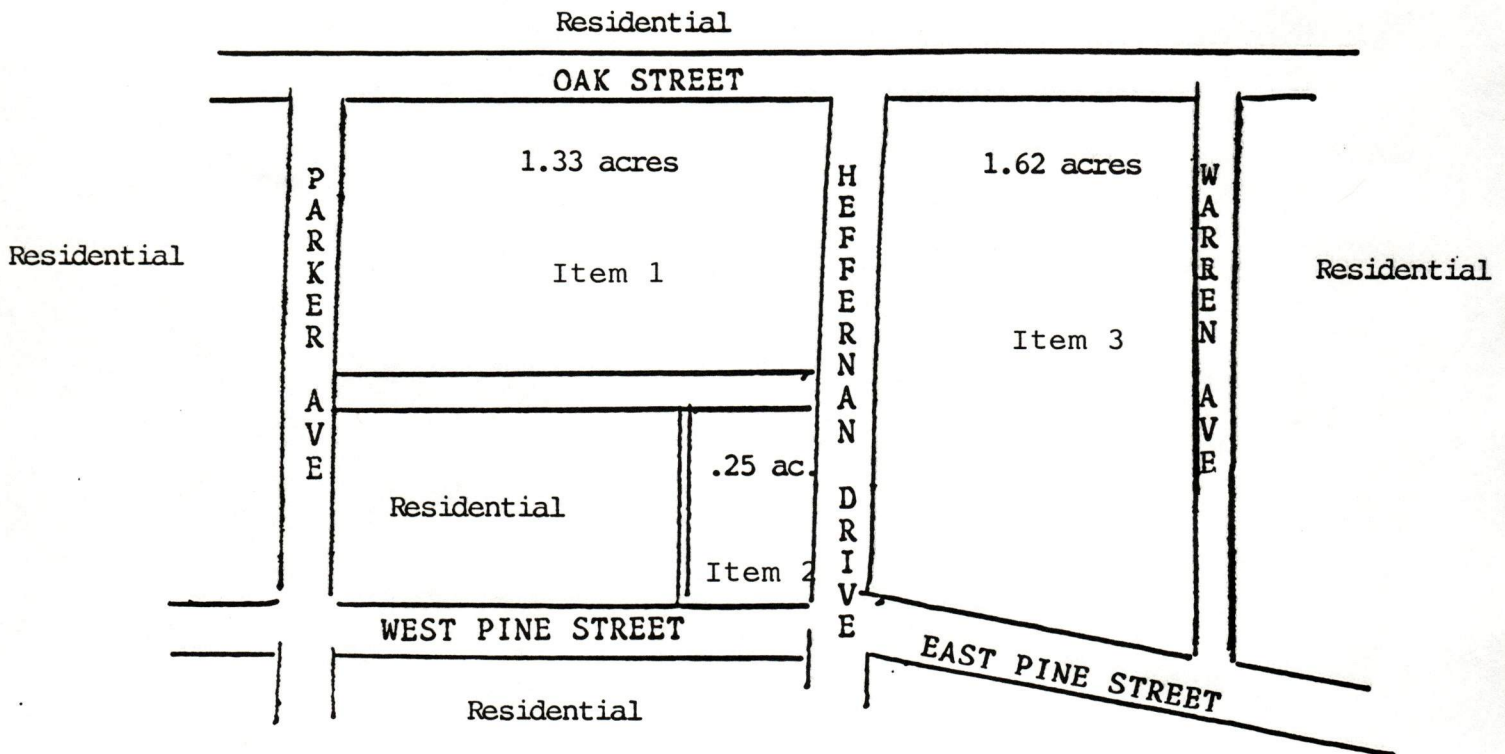 Residential
OAK STREET
1.33 acres
1.62 acres
PARKER AVE
HEFFERNAN DRIVE
WARREN AVE
Residential
Residential
Item 1
Item 3
.25 ac.
Residential
Item 2
WEST PINE STREET
EAST PINE STREET
Residential